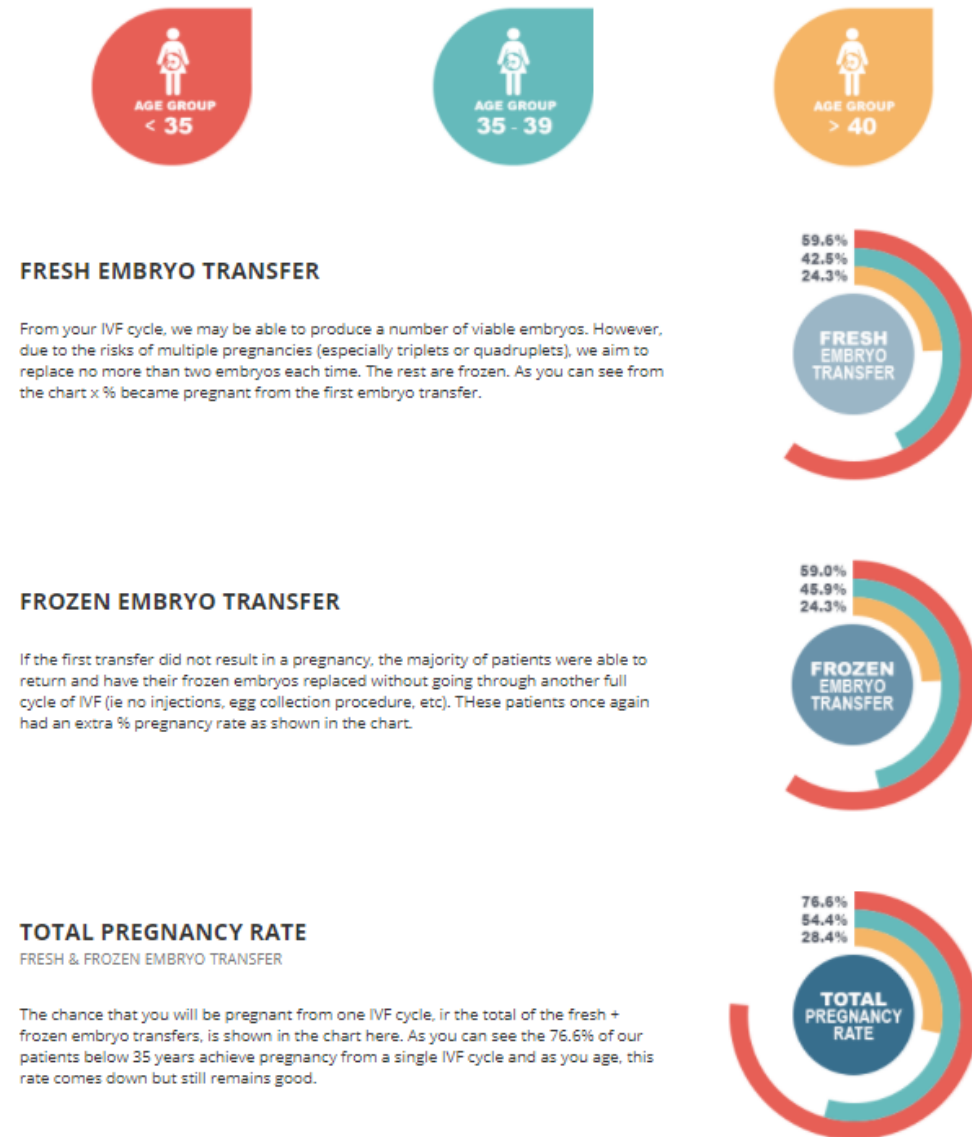 AGE GROUP
< 35
AGE GROUP
35 - 39
AGE GROUP
> 40
FRESH EMBRYO TRANSFER
From your IVF cycle, we may be able to produce a number of viable embryos. However,
due to the risks of multiple pregnancies (especially triplets or quadruplets), we aim to
replace no more than two embryos each time. The rest are frozen. As you can see from
the chart x % became pregnant from the first embryo transfer.
59.6%
42.5%
24.3%
FRESH
EMBRYO
TRANSFER
FROZEN EMBRYO TRANSFER
If the first transfer did not result in a pregnancy, the majority of patients were able to
return and have their frozen embryos replaced without going through another full
cycle of IVF (ie no injections, egg collection procedure, etc). THese patients once again
had an extra % pregnancy rate as shown in the chart.
59.0%
45.9%
24.3%
FROZEN
EMBRYO
TRANSFER
TOTAL PREGNANCY RATE
FRESH & FROZEN EMBRYO TRANSFER
The chance that you will be pregnant from one IVF cycle, ir the total of the fresh +
frozen embryo transfers, is shown in the chart here. As you can see the 76.6% of our
patients below 35 years achieve pregnancy from a single IVF cycle and as you age, this
rate comes down but still remains good.
76.6%
54.4%
28.4%
TOTAL
PREGNANCY
RATE